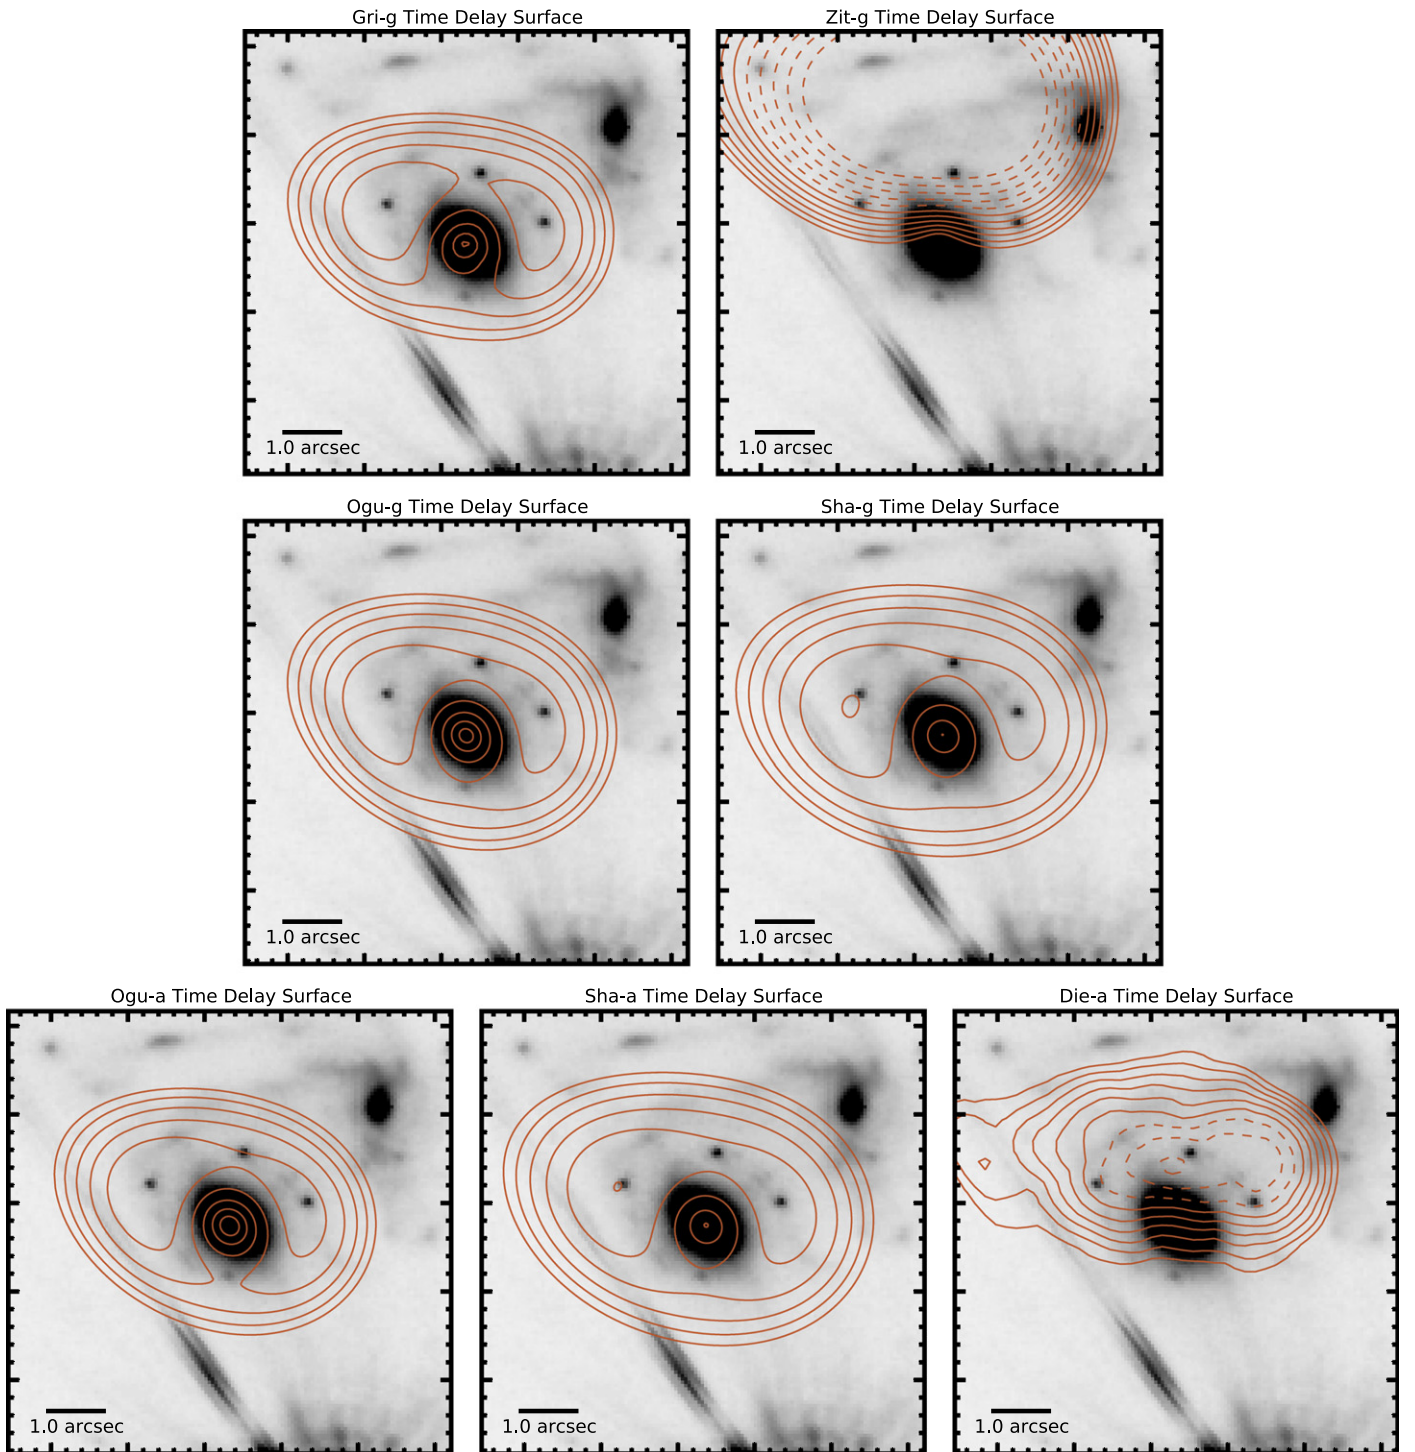 Gri-g Time Delay Surface
Zit-g Time Delay Surface
1.0 arcsec
1.0 arcsec
Ogu-g Time Delay Surface
Sha-g Time Delay Surface
1.0 arcsec
1.0 arcsec
Ogu-a Time Delay Surface
Sha-a Time Delay Surface
Die-a Time Delay Surface
1.0 arcsec
1.0 arcsec
1.0 arcsec